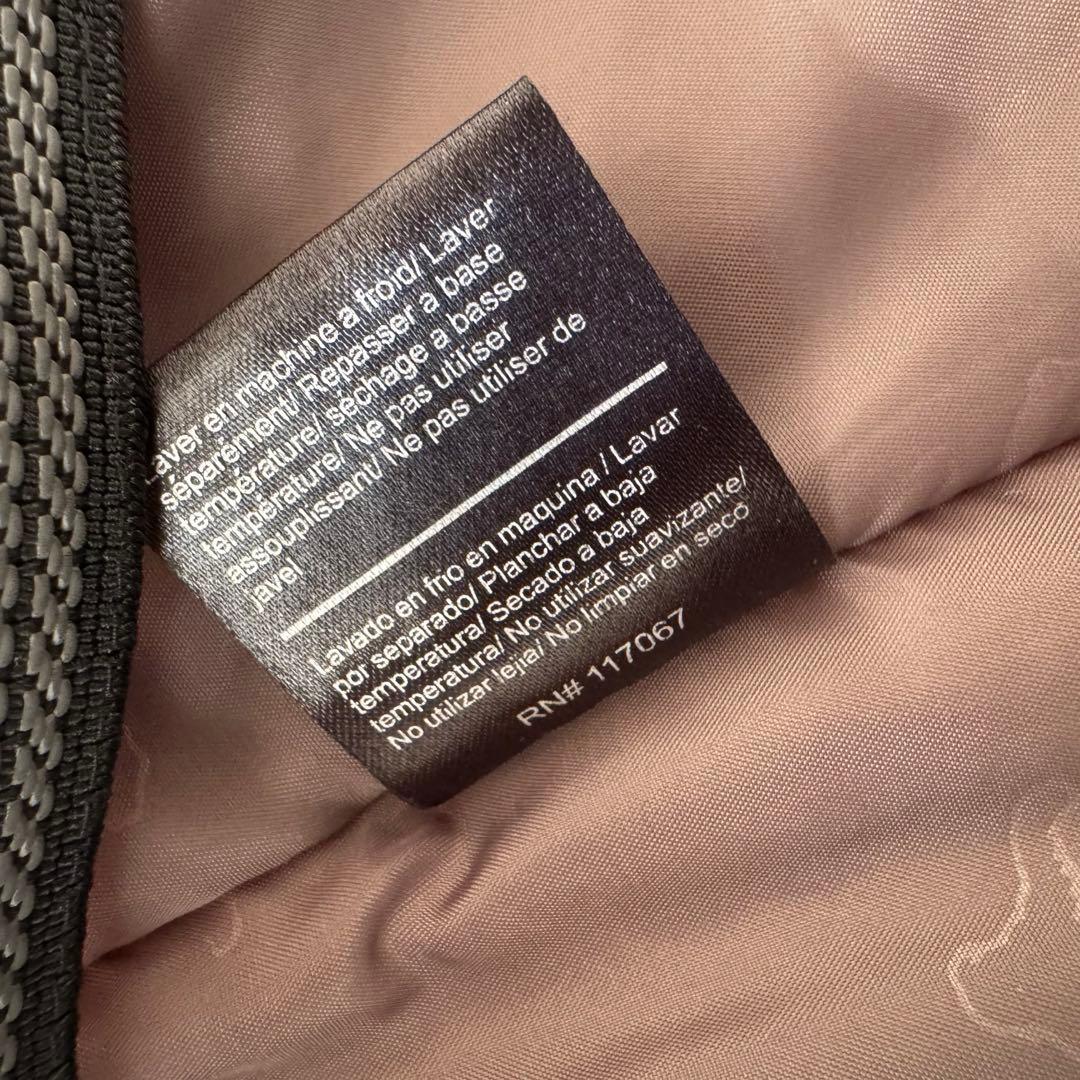 Laver en machine a froid/ Laver
séparément/ Repasser a base
température/ séchage a basse
température/ Ne pas utiliser
assouplissant/ Ne pas utiliser de
javel
Lavado en frio en maquina / Lavar
por separado/ Planchar a baja
temperatura/ Secado a baja
temperatura/ No utilizar suavizante/
No utilizar lejia/ No limpiar en seco
RN# 117067